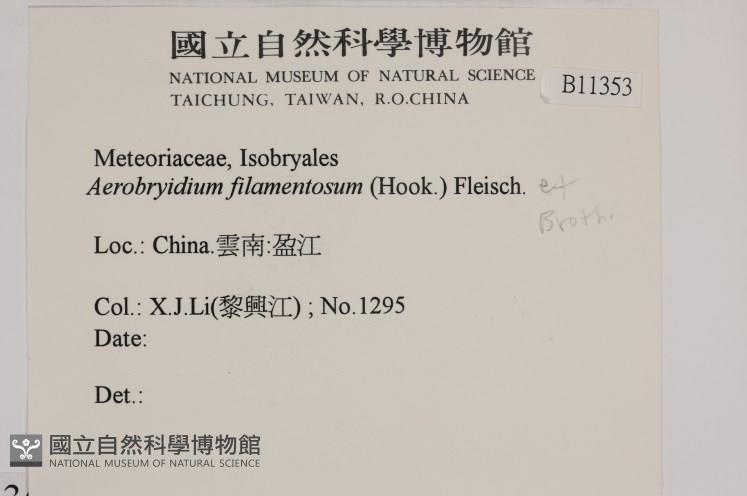 國立自然科學博物館
NATIONAL MUSEUM OF NATURAL SCIENCE
TAICHUNG, TAIWAN, R.O.CHINA
B11353
Meteoriaceae, Isobryales
Aerobryidium filamentosum (Hook.) Fleisch. ex
Broth.
Loc.: China.雲南:盈江
Col.: X.J.Li(黎興江) ; No.1295
Date:
Det.:
國立自然科學博物館
NATIONAL MUSEUM OF NATURAL SCIENCE